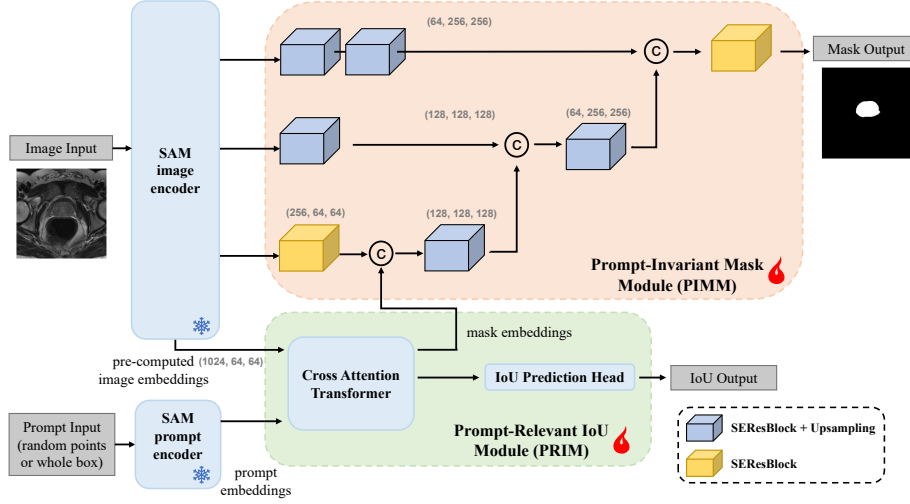 (64, 256, 256)
C
Mask Output
Image Input
SAM
image
encoder
(128, 128, 128)
C
(64, 256, 256)
(256, 64, 64)
C
(128, 128, 128)
Prompt-Invariant Mask
Module (PIMM)
mask embeddings
pre-computed (1024, 64, 64)
image embeddings
Cross Attention
Transformer
IoU Prediction Head
IoU Output
Prompt Input
(random points
or whole box)
SAM
prompt
encoder
prompt
embeddings
Prompt-Relevant IoU
Module (PRIM)
SEResBlock + Upsampling
SEResBlock